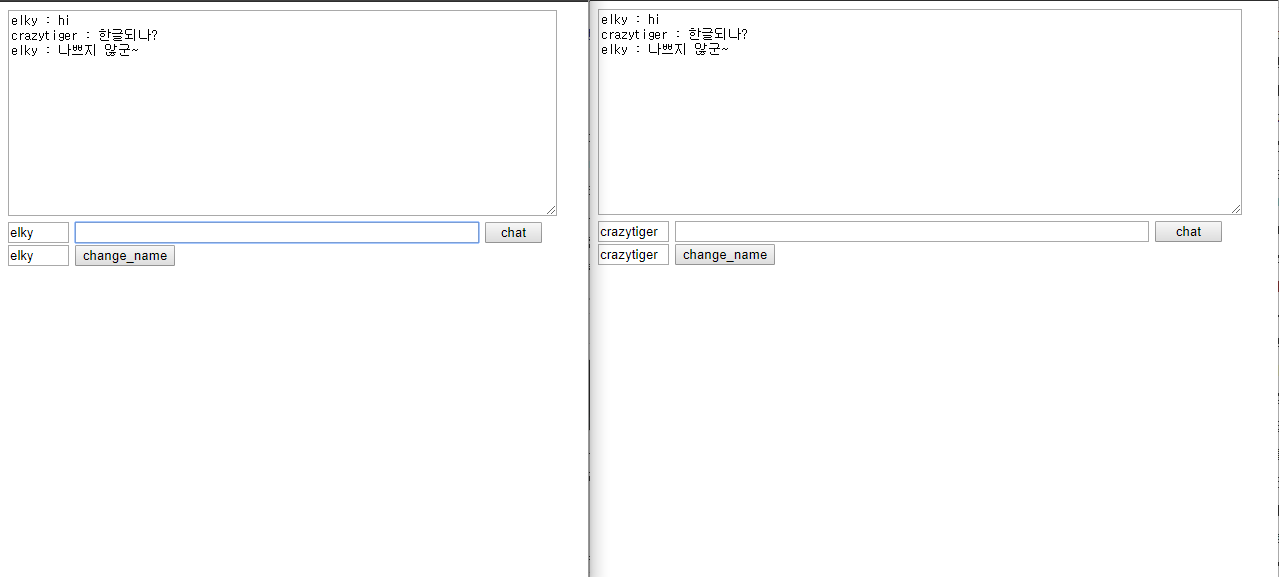 elky : hi
crazytiger : 한글되나?
elky : 나쁘지 않군~
elky
chat
elky
change_name
elky : hi
crazytiger : 한글되나?
elky : 나쁘지 않군~
crazytiger
chat
crazytiger
change_name